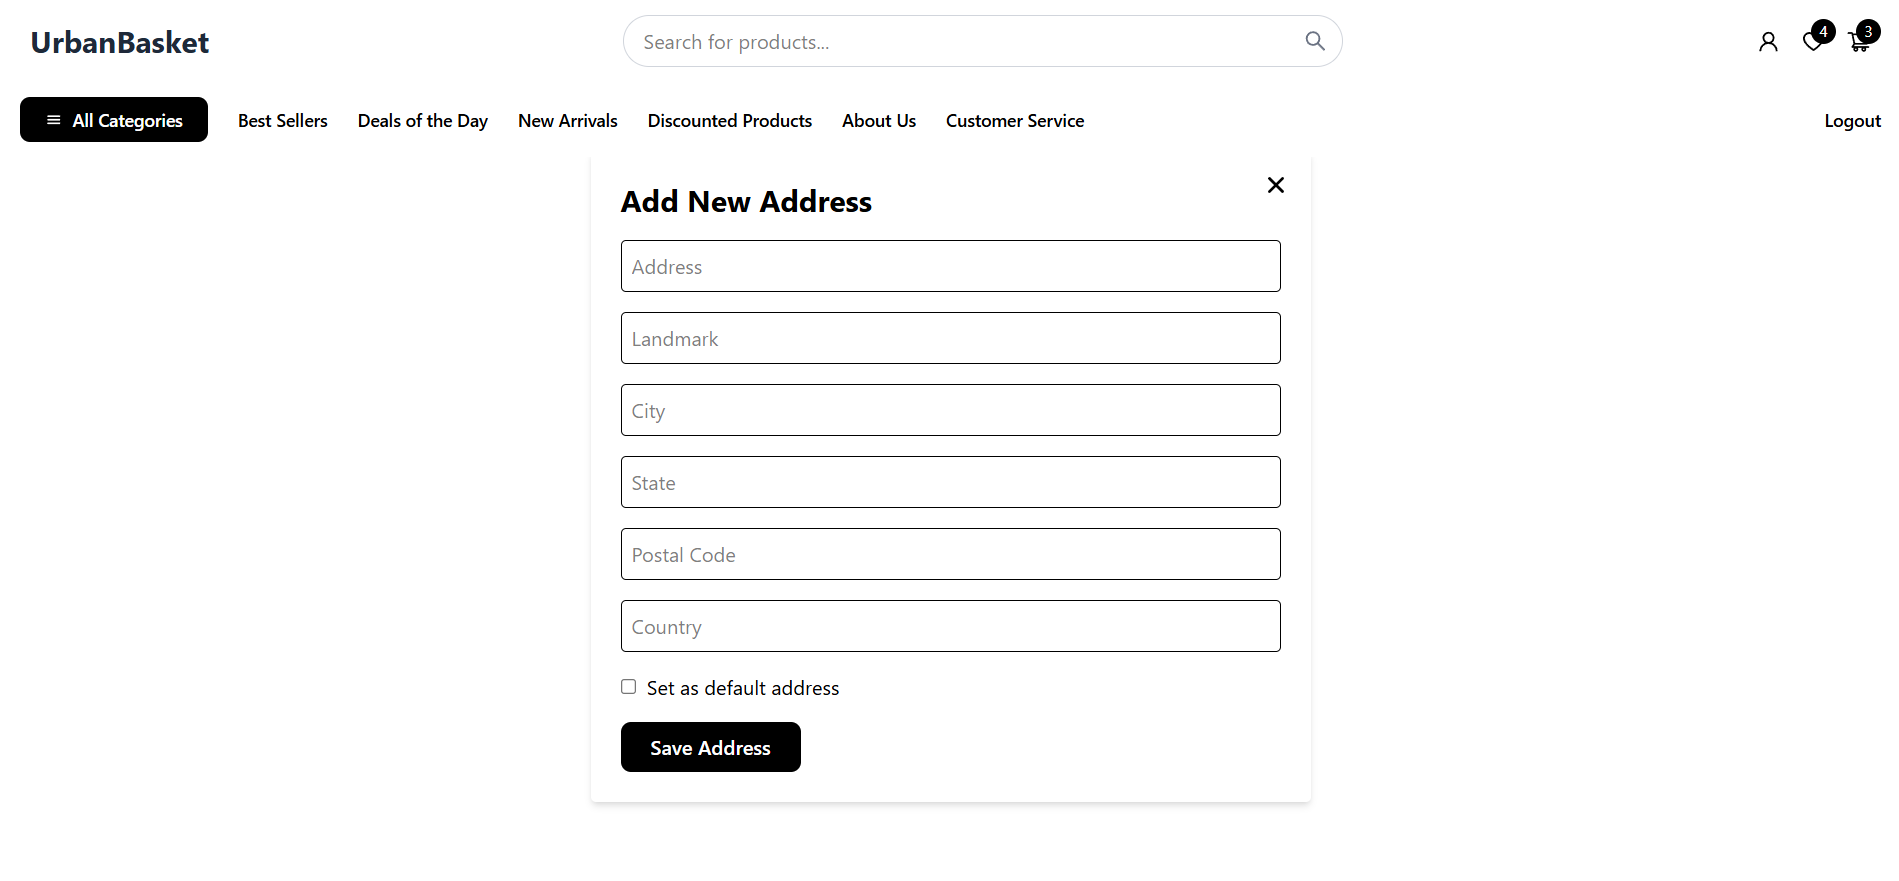 UrbanBasket
Search for products...
4
3
All Categories
Best Sellers
Deals of the Day
New Arrivals
Discounted Products
About Us
Customer Service
Logout
Add New Address
Address
Landmark
City
State
Postal Code
Country
Set as default address
Save Address